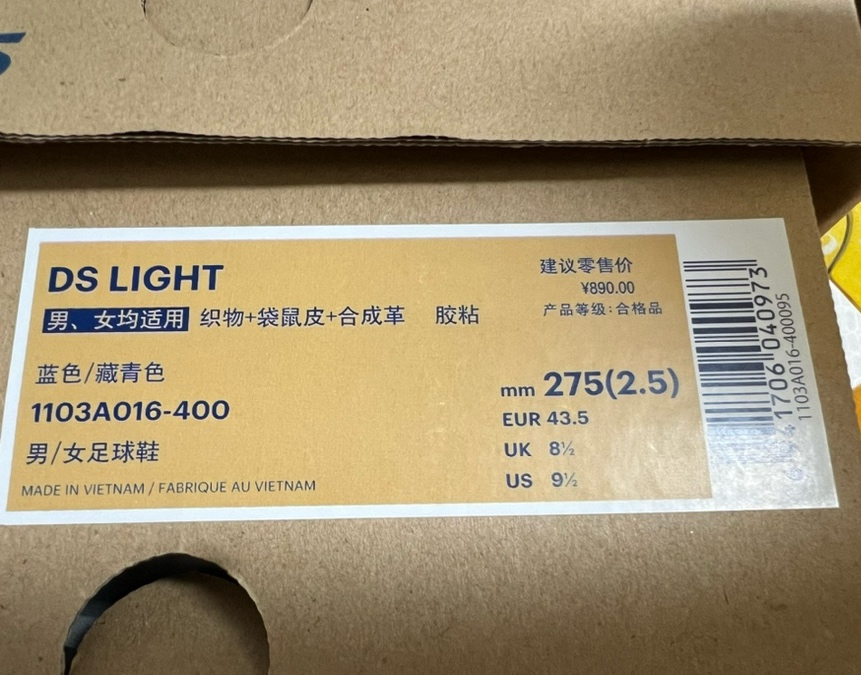 DS LIGHT
男、女均适用 织物+袋鼠皮+合成革 胶粘
蓝色/藏青色
1103A016-400
男/女足球鞋
MADE IN VIETNAM / FABRIQUE AU VIETNAM
建议零售价
¥890.00
产品等级:合格品
mm 275(2.5)
EUR 43.5
UK 8½
US 9½
41706 040973
1103A016-400095